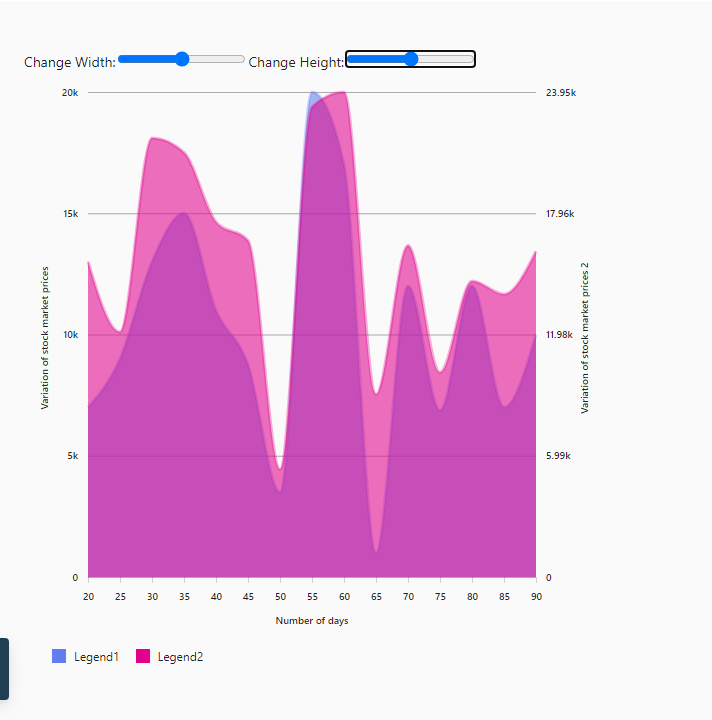 Change Width: Change Height:
20k 23.95k
15k 17.96k
Variation of stock market prices
Variation of stock market prices 2
10k 11.98k
5k 5.99k
0 0
20 25 30 35 40 45 50 55 60 65 70 75 80 85 90
Number of days
Legend1 Legend2